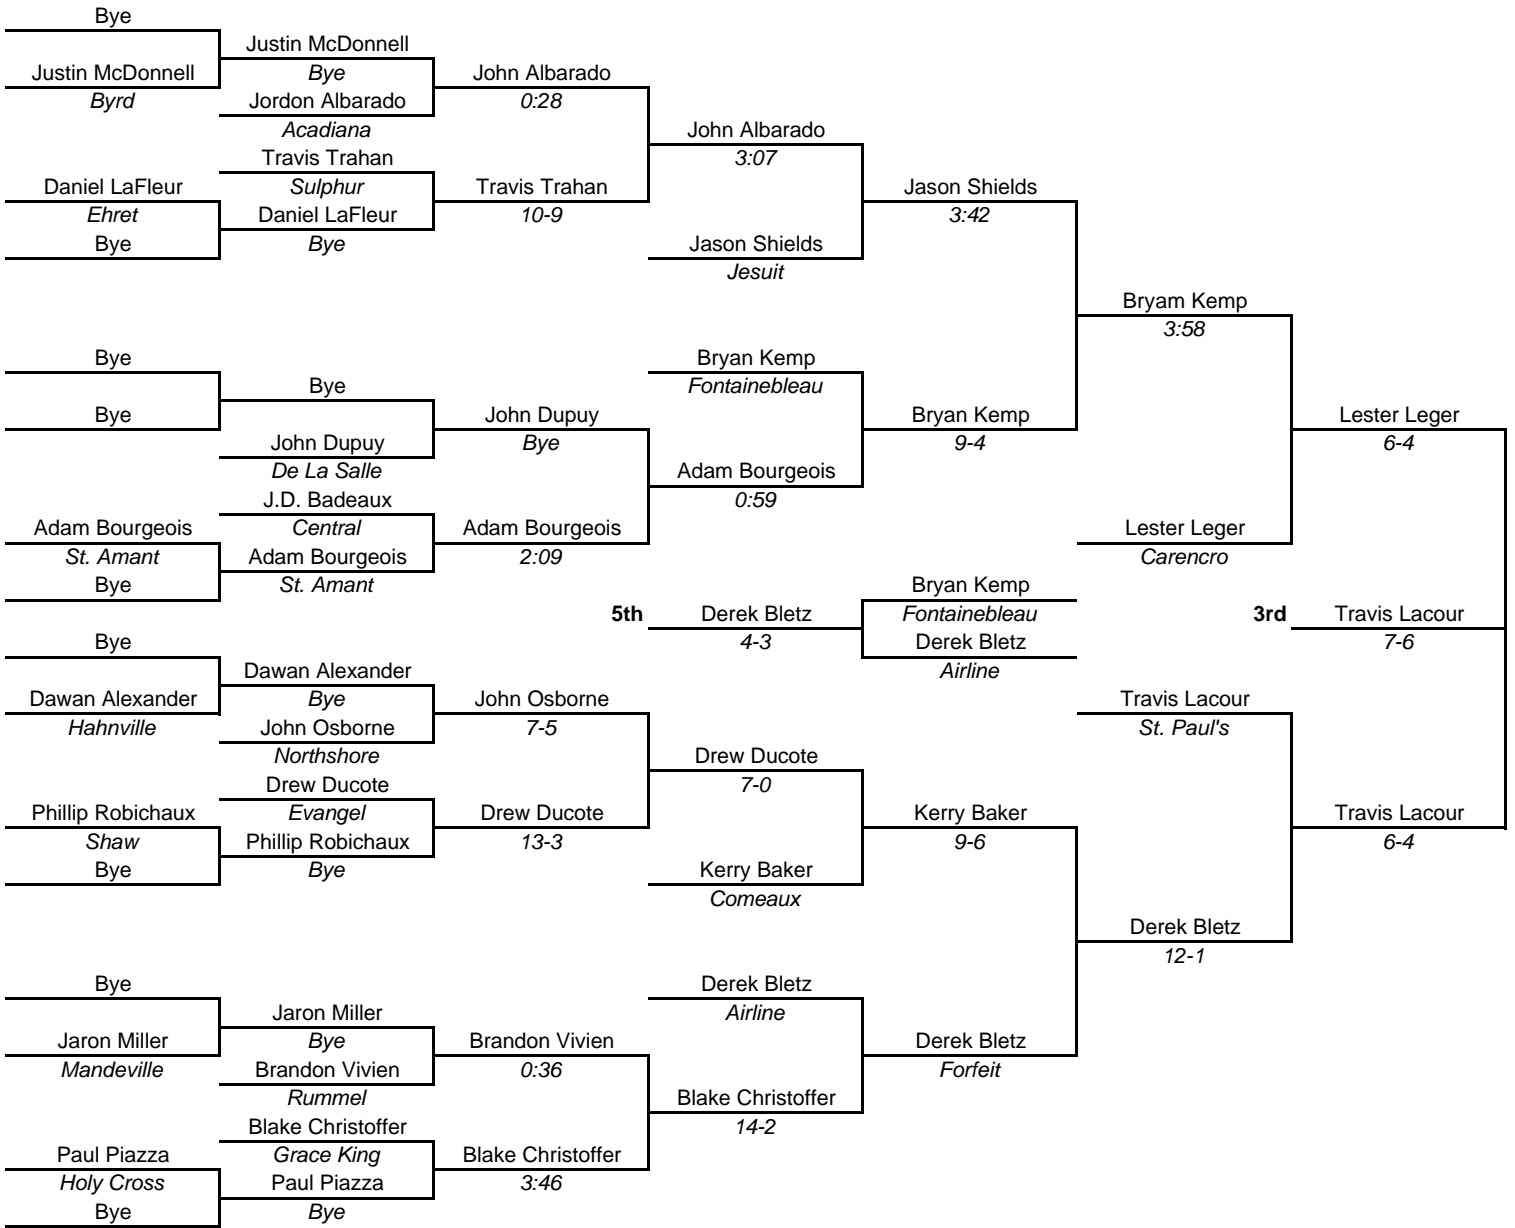 Bye
Justin McDonnell
Justin McDonnell
Bye
John Albarado
Byrd
Jordon Albarado
0:28
Acadiana
John Albarado
Travis Trahan
3:07
Daniel LaFleur
Sulphur
Travis Trahan
Jason Shields
Ehret
Daniel LaFleur
10-9
3:42
Bye
Bye
Jason Shields
Jesuit
Bryam Kemp
3:58
Bye
Bryan Kemp
Bye
Fontainebleau
Bye
John Dupuy
Bryan Kemp
Lester Leger
John Dupuy
Bye
9-4
6-4
De La Salle
Adam Bourgeois
J.D. Badeaux
0:59
Adam Bourgeois
Central
Adam Bourgeois
Lester Leger
St. Amant
Adam Bourgeois
2:09
Carencro
Bye
St. Amant
Bryan Kemp
5th
Derek Bletz
Fontainebleau
3rd
Travis Lacour
Bye
4-3
Derek Bletz
7-6
Dawan Alexander
Airline
Dawan Alexander
Bye
John Osborne
Travis Lacour
Hahnville
John Osborne
7-5
St. Paul's
Northshore
Drew Ducote
Drew Ducote
7-0
Phillip Robichaux
Evangel
Drew Ducote
Kerry Baker
Travis Lacour
Shaw
Phillip Robichaux
13-3
9-6
6-4
Bye
Bye
Kerry Baker
Comeaux
Derek Bletz
12-1
Bye
Derek Bletz
Jaron Miller
Airline
Jaron Miller
Bye
Brandon Vivien
Derek Bletz
Mandeville
Brandon Vivien
0:36
Forfeit
Rummel
Blake Christoffer
Blake Christoffer
14-2
Paul Piazza
Grace King
Blake Christoffer
Holy Cross
Paul Piazza
3:46
Bye
Bye